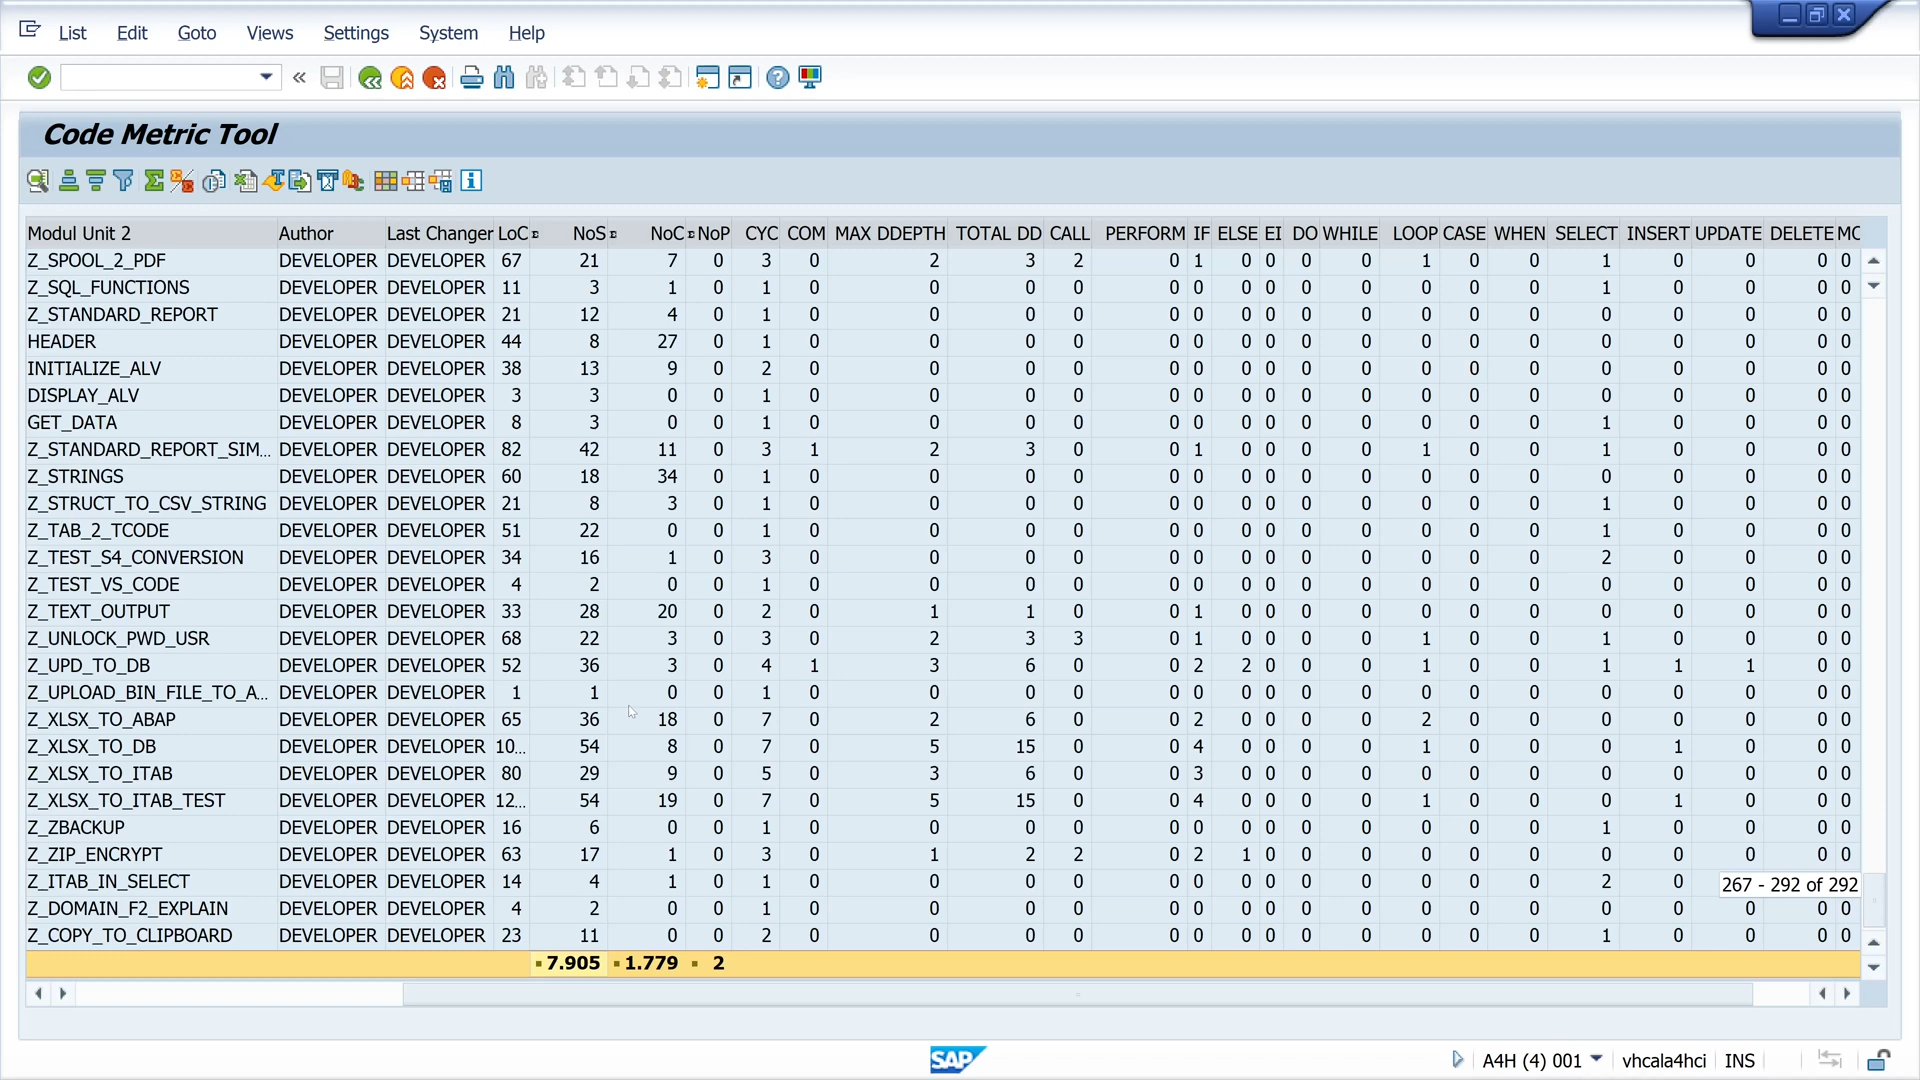 List Edit Goto Views Settings System Help
Code Metric Tool
Modul Unit 2 Author Last Changer LoC NoS NoC NoP CYC COM MAX DDEPTH TOTAL DD CALL PERFORM IF ELSE EI DO WHILE LOOP CASE WHEN SELECT INSERT UPDATE DELETE MC
Z_SPOOL_2_PDF DEVELOPER DEVELOPER 67 21 7 0 3 0 2 3 2 0 1 0 0 0 0 1 0 0 1 0 0 0 0
Z_SQL_FUNCTIONS DEVELOPER DEVELOPER 11 3 1 0 1 0 0 0 0 0 0 0 0 0 0 0 0 0 1 0 0 0 0
Z_STANDARD_REPORT DEVELOPER DEVELOPER 21 12 4 0 1 0 0 0 0 0 0 0 0 0 0 0 0 0 0 0 0 0 0
HEADER DEVELOPER DEVELOPER 44 8 27 0 1 0 0 0 0 0 0 0 0 0 0 0 0 0 0 0 0 0 0
INITIALIZE_ALV DEVELOPER DEVELOPER 38 13 9 0 2 0 0 0 0 0 0 0 0 0 0 0 0 0 0 0 0 0 0
DISPLAY_ALV DEVELOPER DEVELOPER 3 3 0 0 1 0 0 0 0 0 0 0 0 0 0 0 0 0 0 0 0 0 0
GET_DATA DEVELOPER DEVELOPER 8 3 0 0 1 0 0 0 0 0 0 0 0 0 0 0 0 0 1 0 0 0 0
Z_STANDARD_REPORT_SIM... DEVELOPER DEVELOPER 82 42 11 0 3 1 2 3 0 0 1 0 0 0 0 1 0 0 1 0 0 0 0
Z_STRINGS DEVELOPER DEVELOPER 60 18 34 0 1 0 0 0 0 0 0 0 0 0 0 0 0 0 0 0 0 0 0
Z_STRUCT_TO_CSV_STRING DEVELOPER DEVELOPER 21 8 3 0 1 0 0 0 0 0 0 0 0 0 0 0 0 0 1 0 0 0 0
Z_TAB_2_TCODE DEVELOPER DEVELOPER 51 22 0 0 1 0 0 0 0 0 0 0 0 0 0 0 0 0 1 0 0 0 0
Z_TEST_S4_CONVERSION DEVELOPER DEVELOPER 34 16 1 0 3 0 0 0 0 0 0 0 0 0 0 0 0 0 2 0 0 0 0
Z_TEST_VS_CODE DEVELOPER DEVELOPER 4 2 0 0 1 0 0 0 0 0 0 0 0 0 0 0 0 0 0 0 0 0 0
Z_TEXT_OUTPUT DEVELOPER DEVELOPER 33 28 20 0 2 0 1 1 0 0 1 0 0 0 0 0 0 0 0 0 0 0 0
Z_UNLOCK_PWD_USR DEVELOPER DEVELOPER 68 22 3 0 3 0 2 3 3 0 1 0 0 0 0 1 0 0 1 0 0 0 0
Z_UPD_TO_DB DEVELOPER DEVELOPER 52 36 3 0 4 1 3 6 0 0 2 2 0 0 0 1 0 0 1 1 1 0 0
Z_UPLOAD_BIN_FILE_TO_A... DEVELOPER DEVELOPER 1 1 0 0 1 0 0 0 0 0 0 0 0 0 0 0 0 0 0 0 0 0 0
Z_XLSX_TO_ABAP DEVELOPER DEVELOPER 65 36 18 0 7 0 2 6 0 0 2 0 0 0 0 2 0 0 0 0 0 0 0
Z_XLSX_TO_DB DEVELOPER DEVELOPER 10... 54 8 0 7 0 5 15 0 0 4 0 0 0 0 1 0 0 0 1 0 0 0
Z_XLSX_TO_ITAB DEVELOPER DEVELOPER 80 29 9 0 5 0 3 6 0 0 3 0 0 0 0 0 0 0 0 0 0 0 0
Z_XLSX_TO_ITAB_TEST DEVELOPER DEVELOPER 12... 54 19 0 7 0 5 15 0 0 4 0 0 0 0 1 0 0 0 1 0 0 0
Z_ZBACKUP DEVELOPER DEVELOPER 16 6 0 0 1 0 0 0 0 0 0 0 0 0 0 0 0 0 1 0 0 0 0
Z_ZIP_ENCRYPT DEVELOPER DEVELOPER 63 17 1 0 3 0 1 2 2 0 2 1 0 0 0 0 0 0 0 0 0 0 0
Z_ITAB_IN_SELECT DEVELOPER DEVELOPER 14 4 1 0 1 0 0 0 0 0 0 0 0 0 0 0 0 0 2 0 267 - 292 of 292
Z_DOMAIN_F2_EXPLAIN DEVELOPER DEVELOPER 4 2 0 0 1 0 0 0 0 0 0 0 0 0 0 0 0 0 0 0 0 0 0
Z_COPY_TO_CLIPBOARD DEVELOPER DEVELOPER 23 11 0 0 2 0 0 0 0 0 0 0 0 0 0 0 0 0 1 0 0 0 0
7.905 1.779 2
SAP A4H (4) 001 vhcala4hci INS